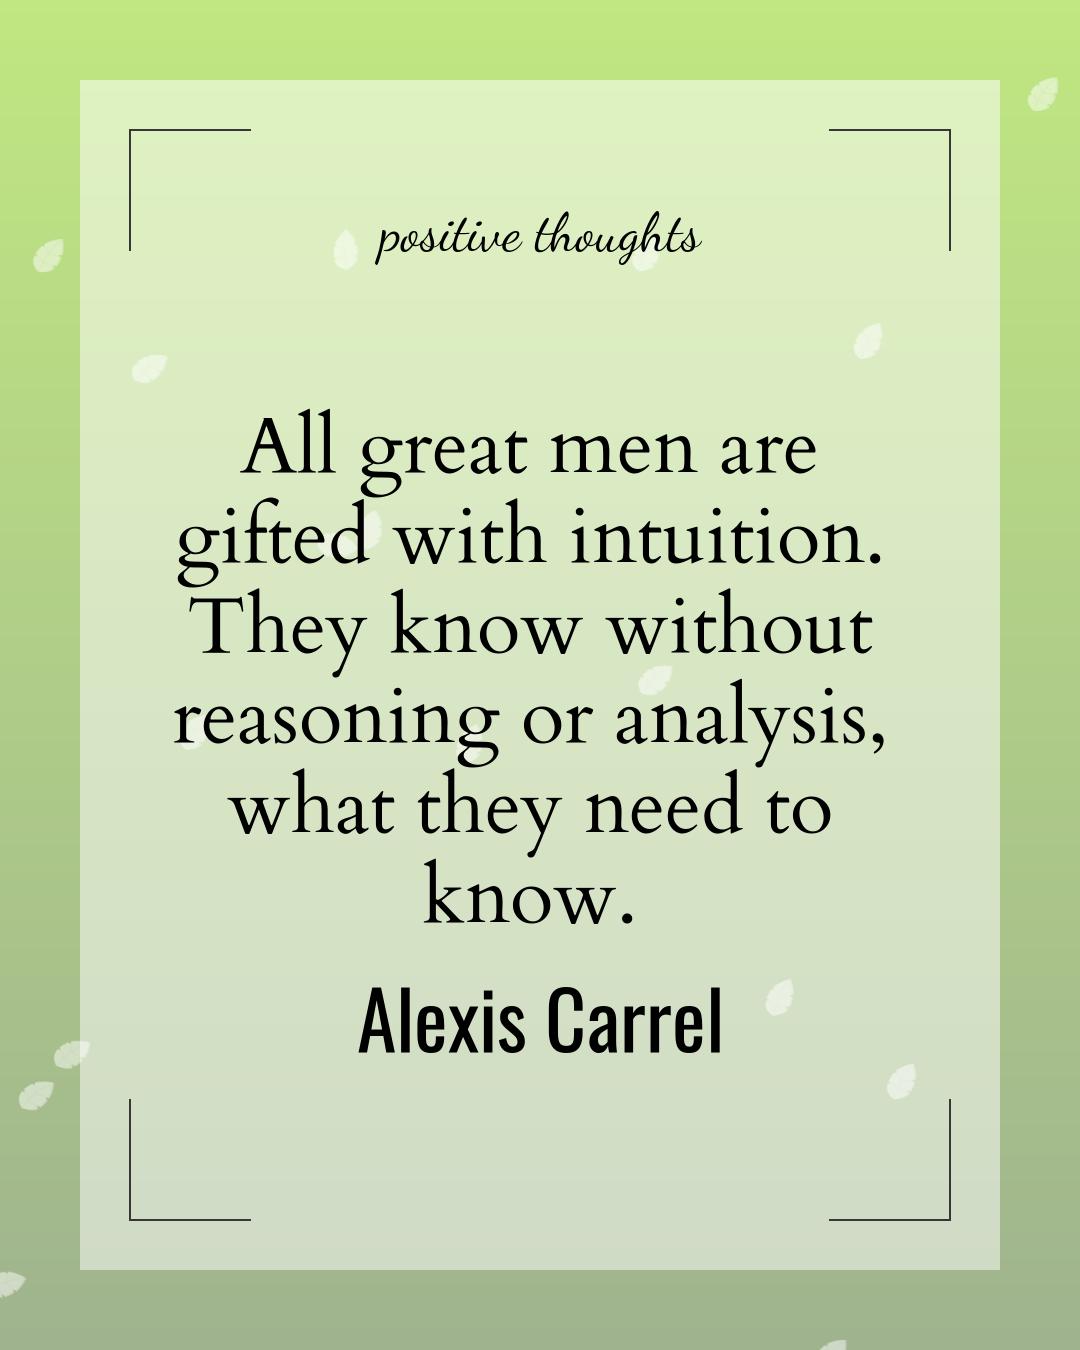 positive thoughts
All great men are
gifted with intuition.
They know without
reasoning or analysis,
what they need to
know.
Alexis Carrel